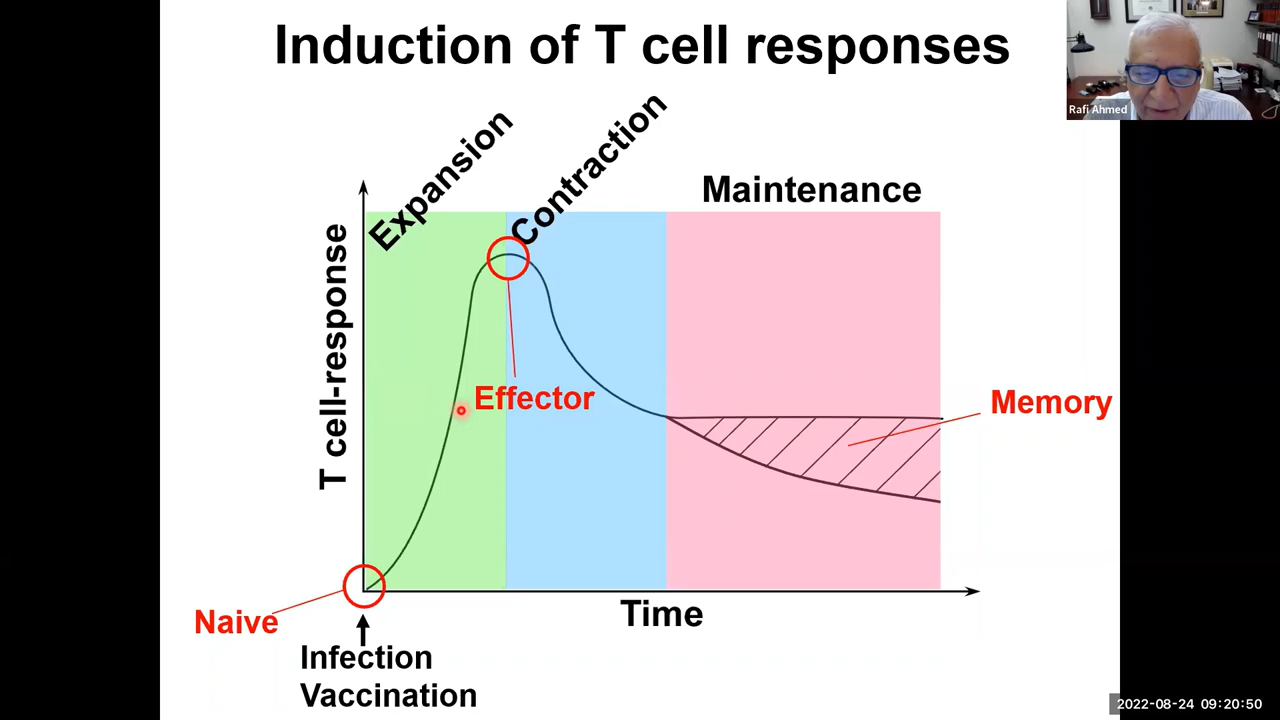 Induction of T cell responses
Rafi Ahmed
Expansion
Contraction
Maintenance
T cell-response
Effector
Memory
Naive
Time
Infection
Vaccination
2022-08-24 09:20:50